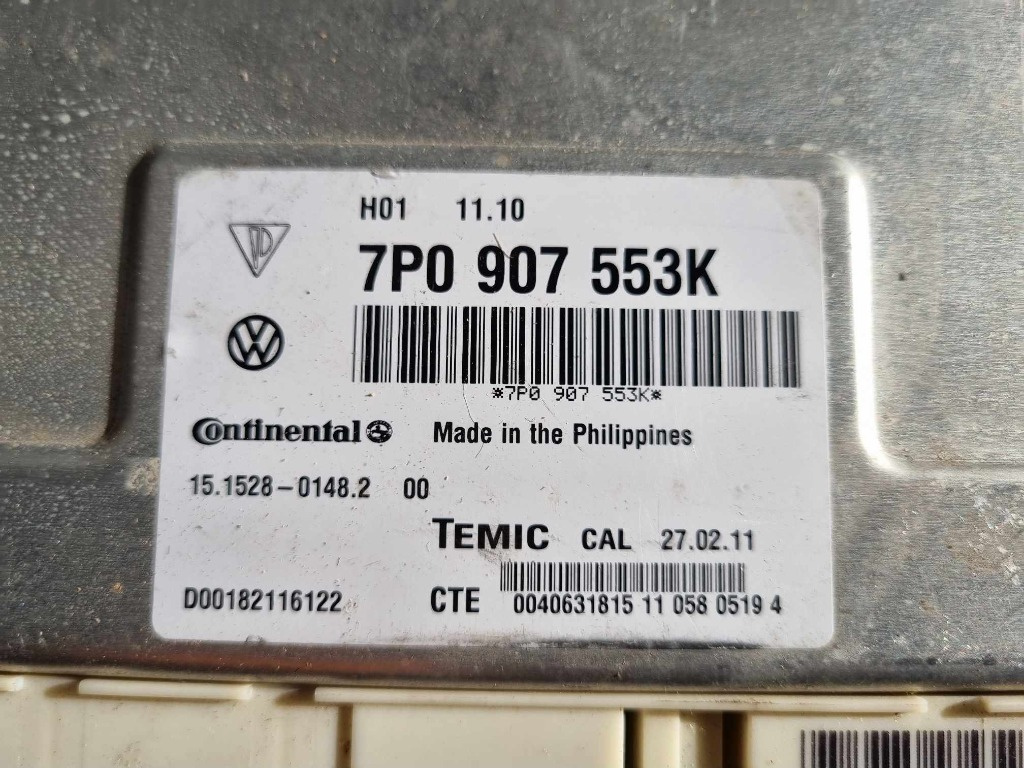 H01 11.10
7P0 907 553K
*7P0 907 553K*
Continental Made in the Philippines
15.1528-0148.2 00
TEMIC CAL 27.02.11
D00182116122 CTE 0040631815 11 058 0519 4